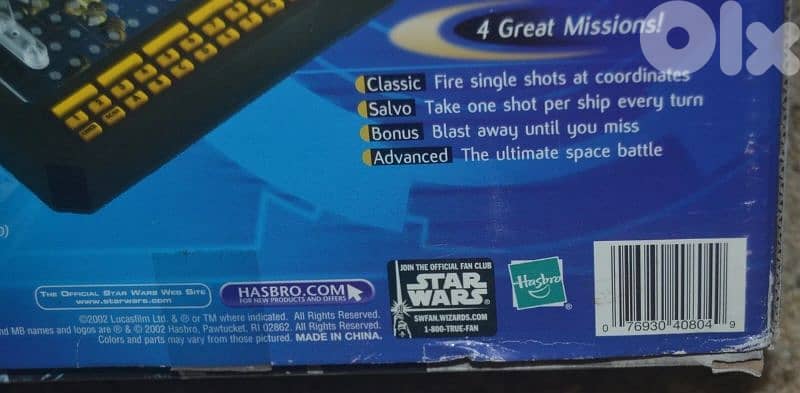 4 Great Missions!
Olx
Classic Fire single shots at coordinates
Salvo Take one shot per ship every turn
Bonus Blast away until you miss
Advanced The ultimate space battle
THE OFFICIAL STAR WARS WEB SITE
www.starwars.com
HASBRO.COM
FOR NEW PRODUCTS AND OFFERS
JOIN THE OFFICIAL FAN CLUB
STAR
WARS
SWFAN.WIZARDS.COM
1-800-TRUE-FAN
Hasbro
©2002 Lucasfilm Ltd. & ® or TM where indicated. All Rights Reserved.
MB names and logos are ® & © 2002 Hasbro, Pawtucket, RI 02862. All Rights Reserved.
Colors and parts may vary from those pictured. MADE IN CHINA.
0 76930 40804 9